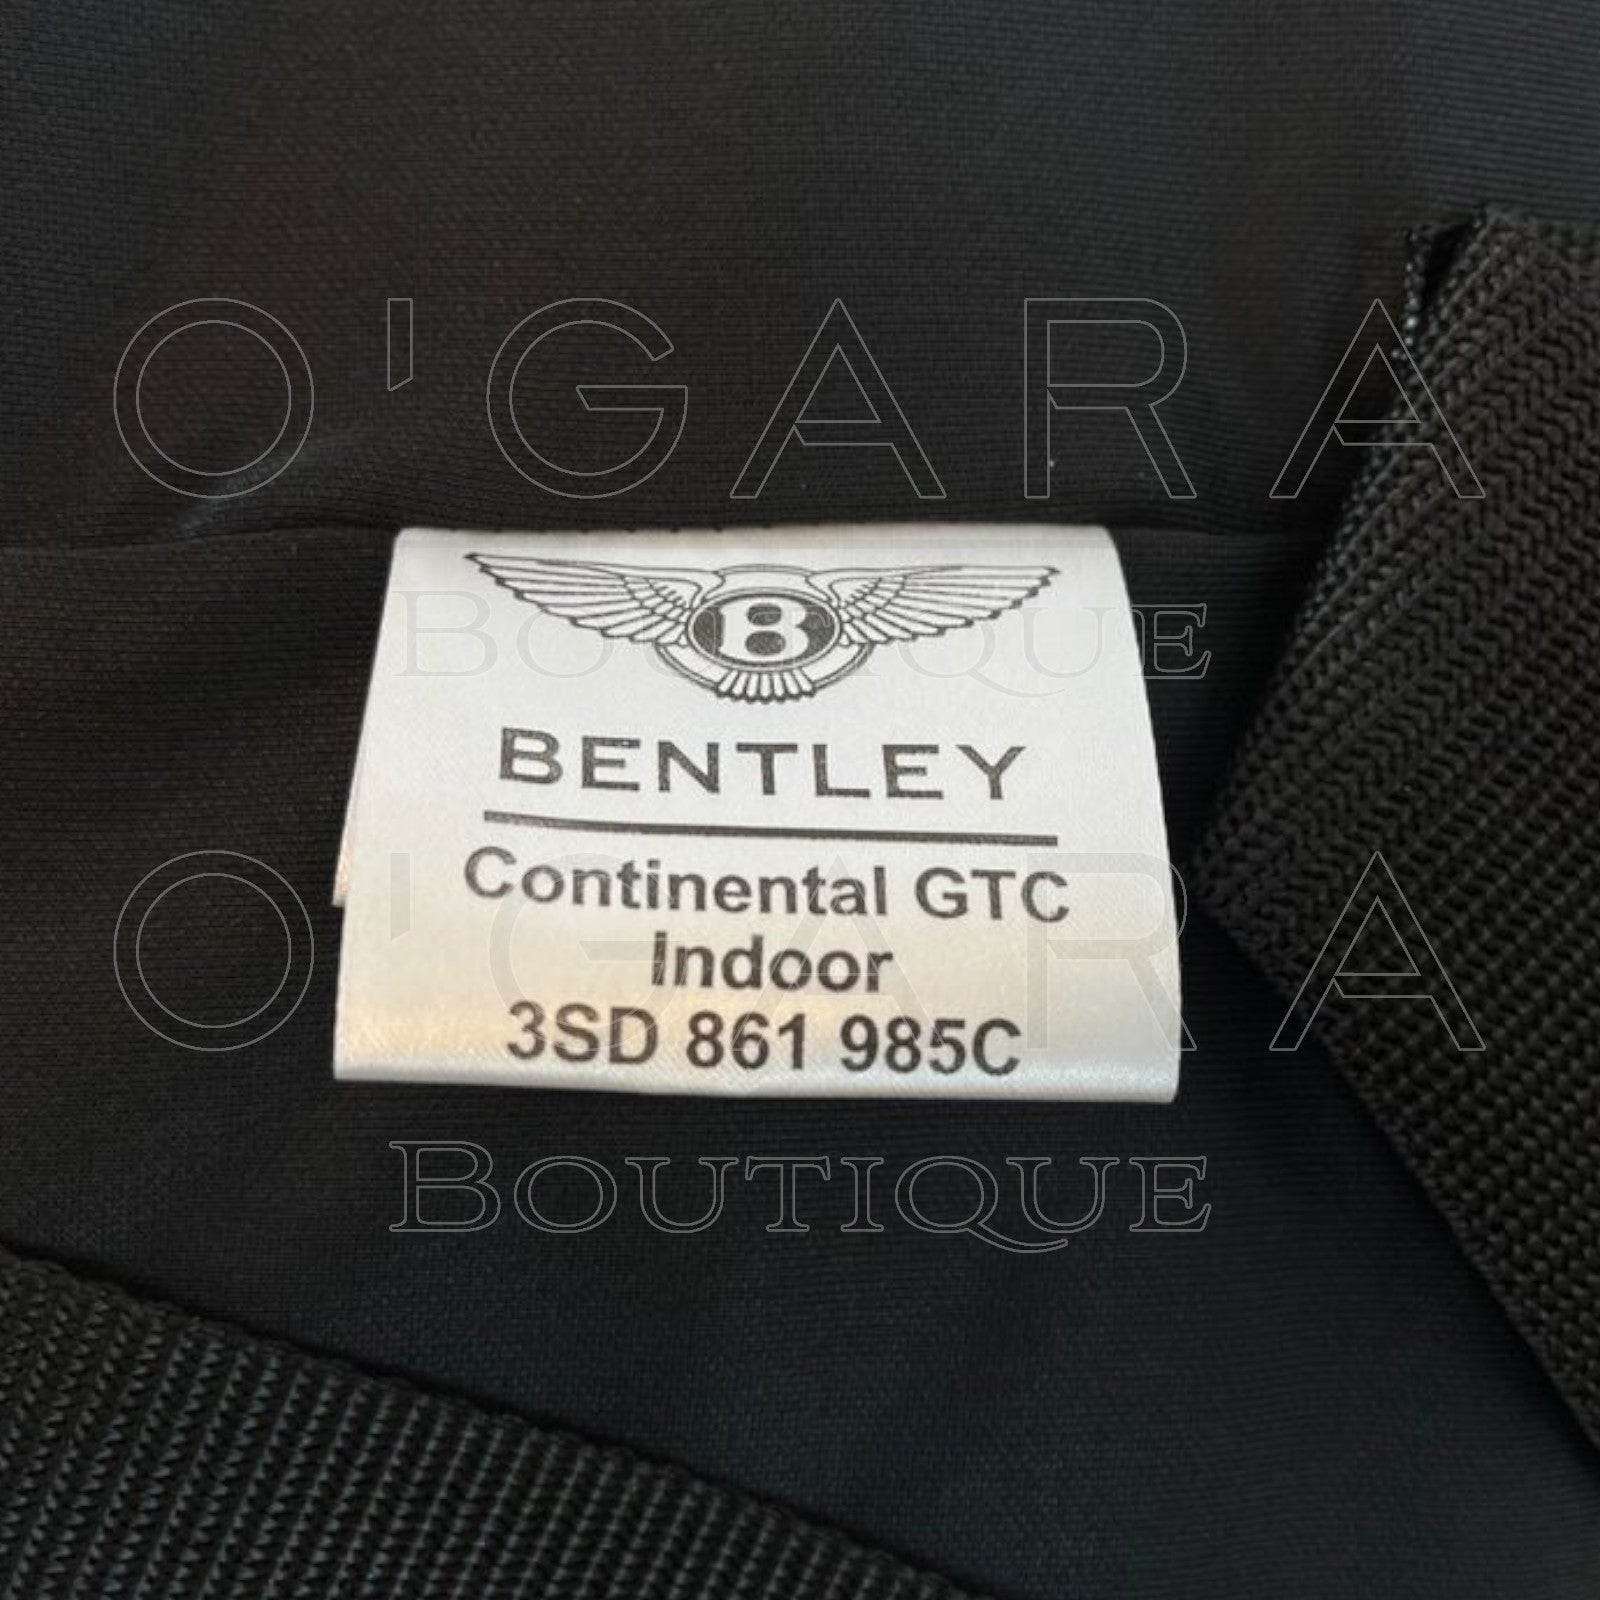 O'GARA
B
BOUTIQUE
BENTLEY
Continental GTC
Indoor
O'GARA
3SD 861 985C
BOUTIQUE